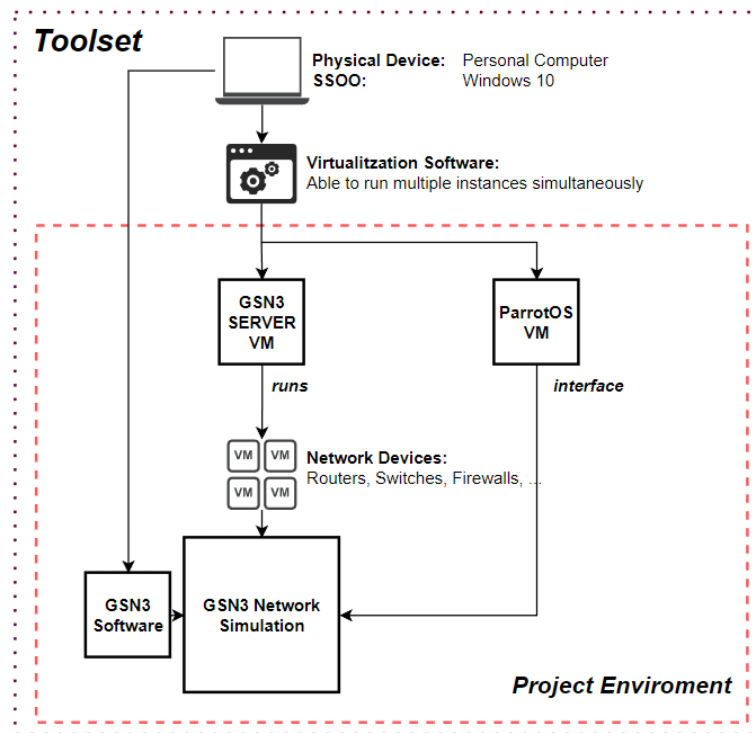 Toolset
Physical Device: Personal Computer
SSOO: Windows 10
Virtualitzation Software:
Able to run multiple instances simultaneously
GSN3
SERVER
VM
ParrotOS
VM
runs
interface
VM VM
VM VM
Network Devices:
Routers, Switches, Firewalls, ...
GSN3
Software
GSN3 Network
Simulation
Project Enviroment